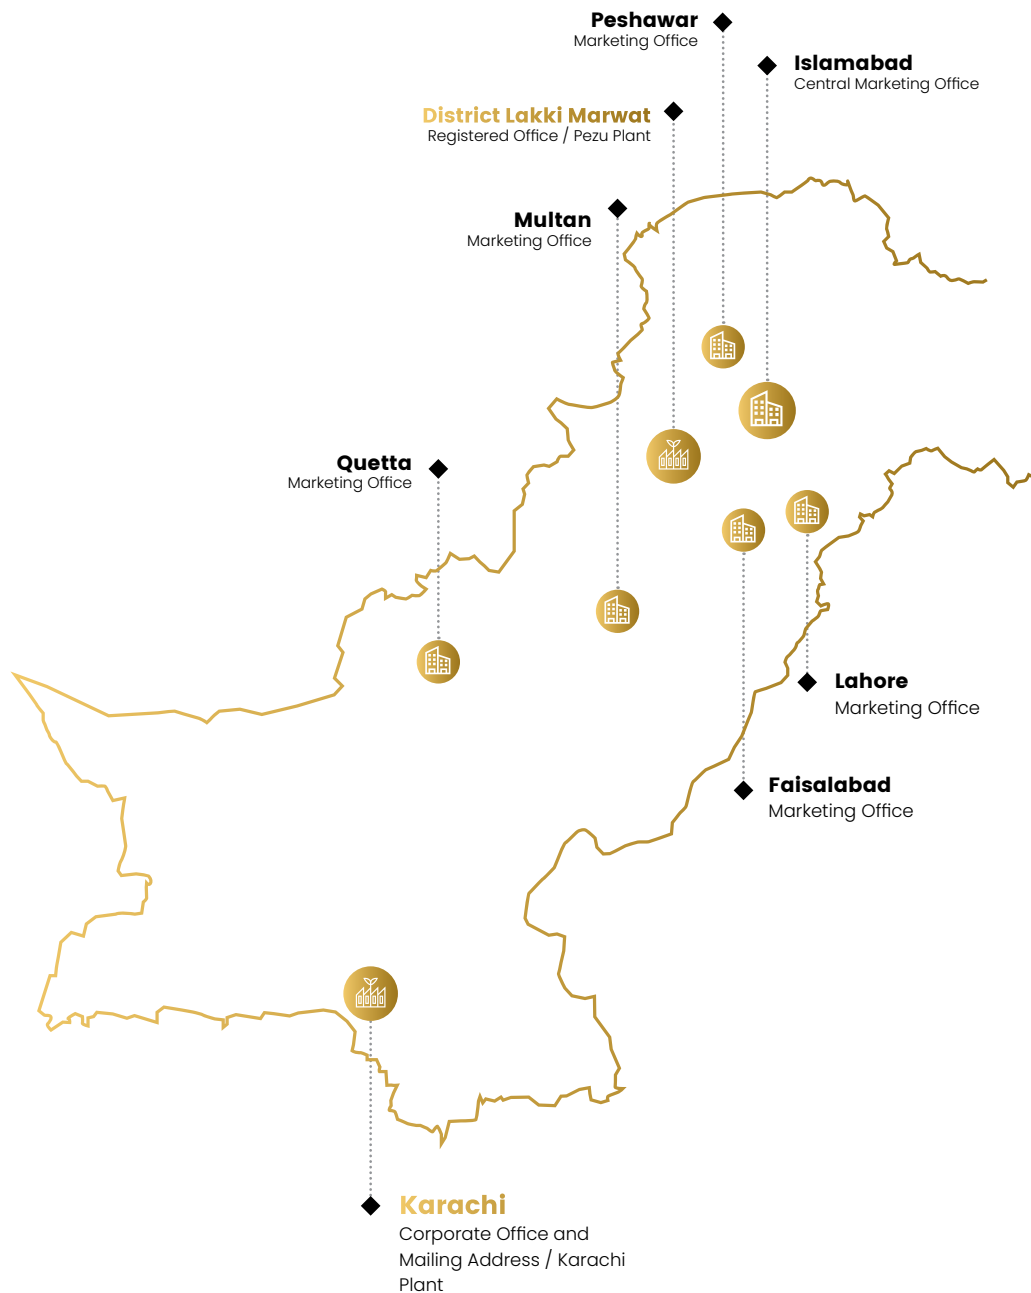 Peshawar
Marketing Office
Islamabad
Central Marketing Office
District Lakki Marwat
Registered Office / Pezu Plant
Multan
Marketing Office
Quetta
Marketing Office
Lahore
Marketing Office
Faisalabad
Marketing Office
Karachi
Corporate Office and
Mailing Address / Karachi
Plant